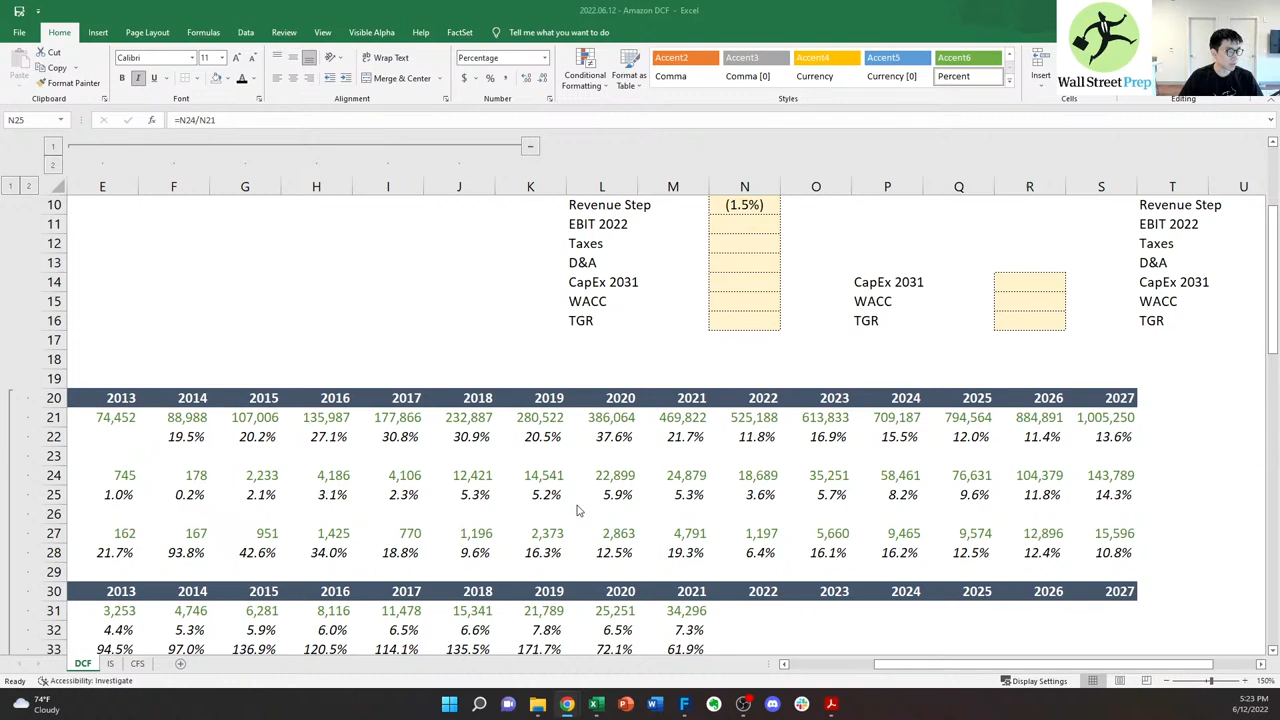 2022.06.12 - Amazon DCF - Excel
File Home Insert Page Layout Formulas Data Review View Visible Alpha Help FactSet Tell me what you want to do
Cut
Copy
Format Painter
Paste
Clipboard
Calibri 11
B I U
Font
Wrap Text
Merge & Center
Alignment
Percentage
$ % ,
Number
Conditional Formatting
Format as Table
Accent2 Accent3 Accent4 Accent5 Accent6
Comma Comma [0] Currency Currency [0] Percent
Styles
Insert
Cells
Editing
Wall Street Prep
N25 fx =N24/N21
1
2
1 2
E F G H I J K L M N O P Q R S T U
10 Revenue Step (1.5%) Revenue Step
11 EBIT 2022 EBIT 2022
12 Taxes Taxes
13 D&A D&A
14 CapEx 2031 CapEx 2031 CapEx 2031
15 WACC WACC WACC
16 TGR TGR TGR
17
18
19
20 2013 2014 2015 2016 2017 2018 2019 2020 2021 2022 2023 2024 2025 2026 2027
21 74,452 88,988 107,006 135,987 177,866 232,887 280,522 386,064 469,822 525,188 613,833 709,187 794,564 884,891 1,005,250
22 19.5% 20.2% 27.1% 30.8% 30.9% 20.5% 37.6% 21.7% 11.8% 16.9% 15.5% 12.0% 11.4% 13.6%
23
24 745 178 2,233 4,186 4,106 12,421 14,541 22,899 24,879 18,689 35,251 58,461 76,631 104,379 143,789
25 1.0% 0.2% 2.1% 3.1% 2.3% 5.3% 5.2% 5.9% 5.3% 3.6% 5.7% 8.2% 9.6% 11.8% 14.3%
26
27 162 167 951 1,425 770 1,196 2,373 2,863 4,791 1,197 5,660 9,465 9,574 12,896 15,596
28 21.7% 93.8% 42.6% 34.0% 18.8% 9.6% 16.3% 12.5% 19.3% 6.4% 16.1% 16.2% 12.5% 12.4% 10.8%
29
30 2013 2014 2015 2016 2017 2018 2019 2020 2021 2022 2023 2024 2025 2026 2027
31 3,253 4,746 6,281 8,116 11,478 15,341 21,789 25,251 34,296
32 4.4% 5.3% 5.9% 6.0% 6.5% 6.6% 7.8% 6.5% 7.3%
33 94.5% 97.0% 136.9% 120.5% 114.1% 135.5% 171.7% 72.1% 61.9%
DCF IS CFS
Ready Accessibility: Investigate Display Settings 150%
74°F
Cloudy
5:23 PM
6/12/2022